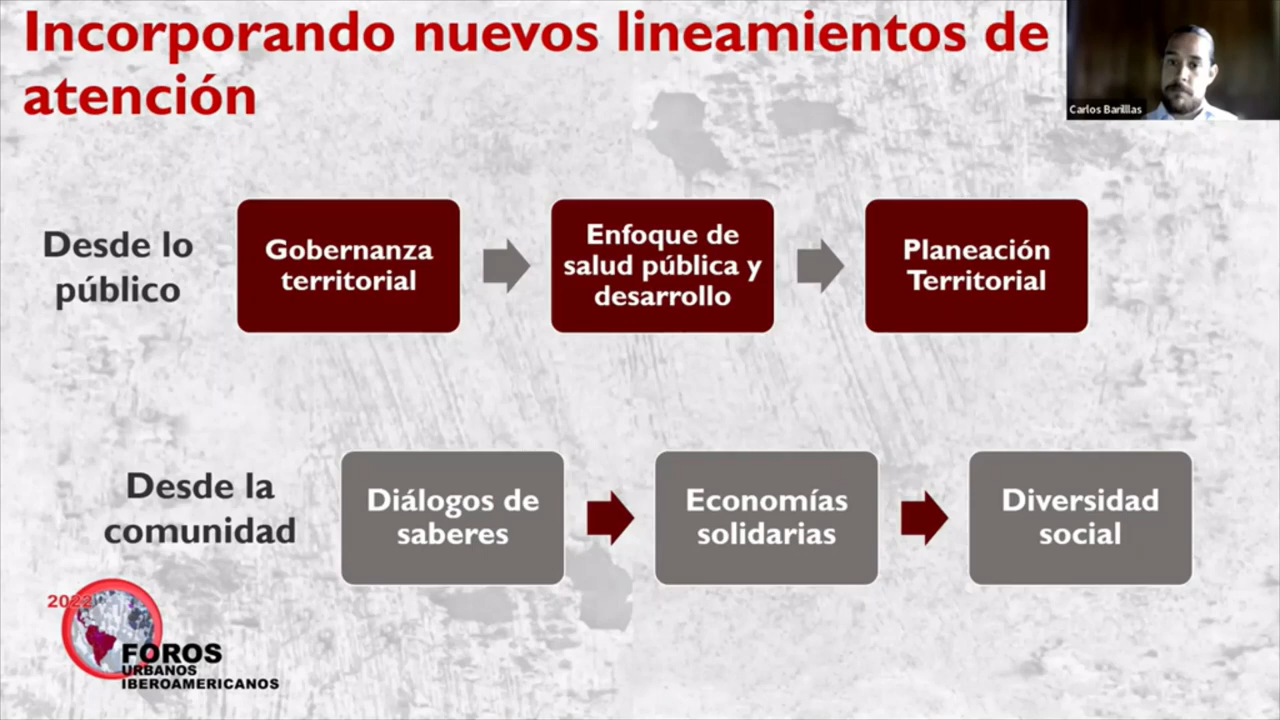 Incorporando nuevos lineamientos de
atención
Carlos Barilllas
Desde lo
público
Gobernanza
territorial
Enfoque de
salud pública y
desarrollo
Planeación
Territorial
Desde la
comunidad
Diálogos de
saberes
Economías
solidarias
Diversidad
social
2022
FOROS
URBANOS
IBEROAMERICANOS